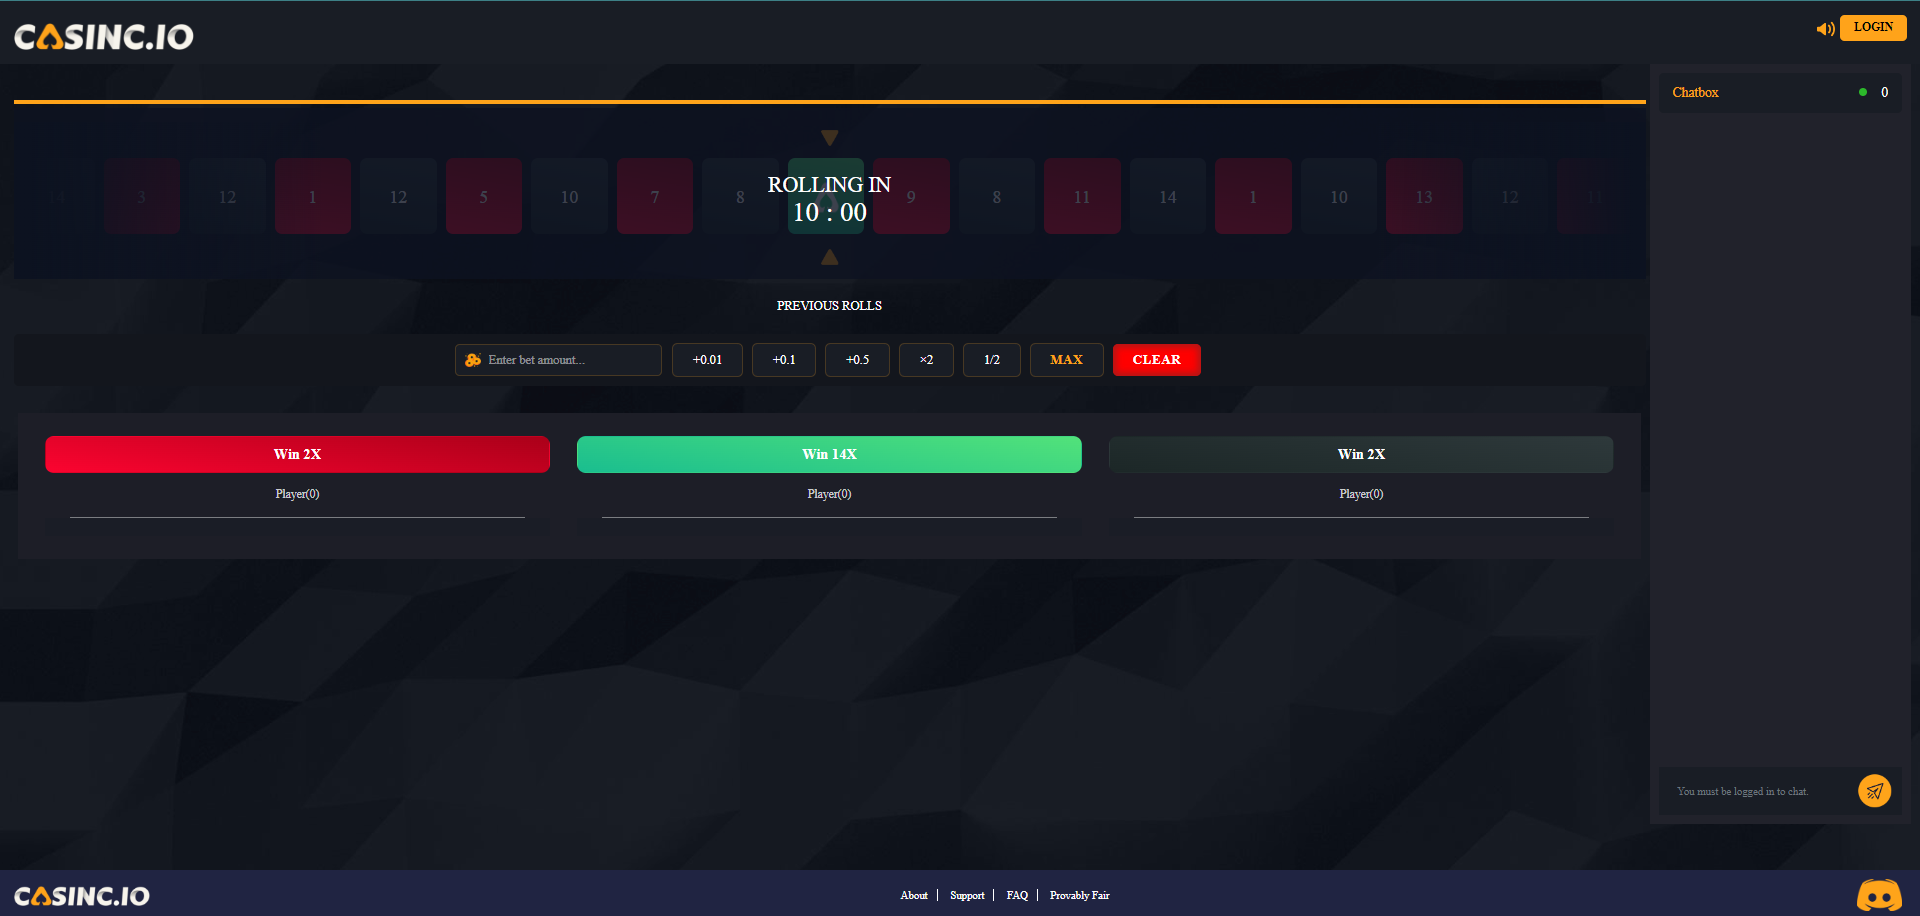 CASINC.IO
LOGIN
Chatbox 0
ROLLING IN
10 : 00
3 12 1 12 5 10 7 8 9 8 11 14 1 10 13 12
PREVIOUS ROLLS
Enter bet amount... +0.01 +0.1 +0.5 ×2 1/2 MAX CLEAR
Win 2X Win 14X Win 2X
Player(0) Player(0) Player(0)
You must be logged in to chat.
CASINC.IO
About | Support | FAQ | Provably Fair